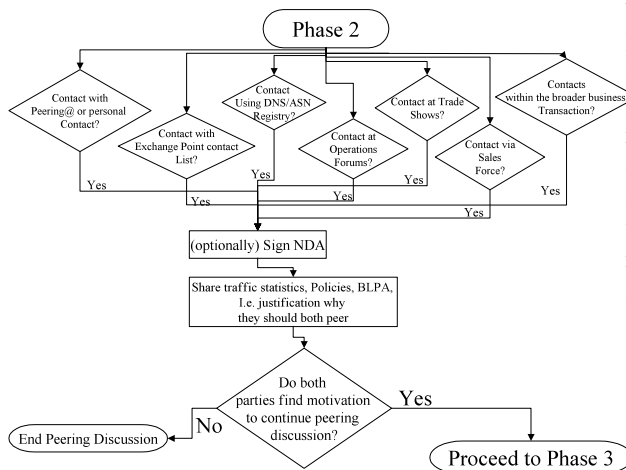 Phase 2
Contact with
Peering@ or personal
Contact?
Contact with
Exchange Point contact
List?
Contact
Using DNS/ASN
Registry?
Contact at
Operations
Forums?
Contact at Trade
Shows?
Contact via
Sales
Force?
Contacts
within the broader business
Transaction?
Yes
Yes
Yes
Yes
Yes
Yes
(optionally) Sign NDA
Share traffic statistics, Policies, BLPA,
I.e. justification why
they should both peer
Do both
parties find motivation
to continue peering
discussion?
No
Yes
End Peering Discussion
Proceed to Phase 3